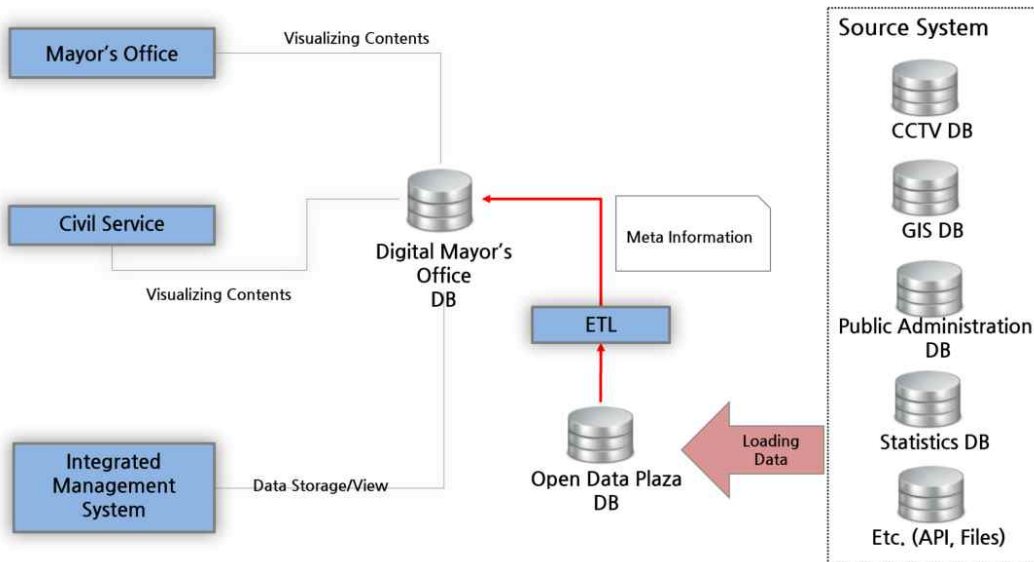 Mayor's Office
Visualizing Contents
Civil Service
Visualizing Contents
Integrated
Management
System
Data Storage/View
Digital Mayor's
Office
DB
Meta Information
ETL
Open Data Plaza
DB
Loading
Data
Source System
CCTV DB
GIS DB
Public Administration
DB
Statistics DB
Etc. (API, Files)